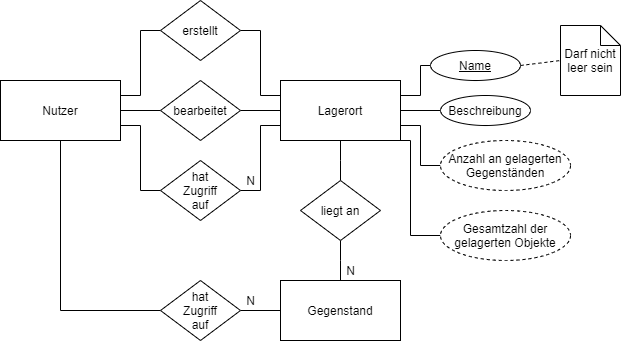 erstellt
Darf nicht
leer sein
Name
Nutzer
bearbeitet
Lagerort
Beschreibung
Anzahl an gelagerten
Gegenständen
hat
Zugriff
auf
N
liegt an
Gesamtzahl der
gelagerten Objekte
N
hat
Zugriff
auf
N
Gegenstand